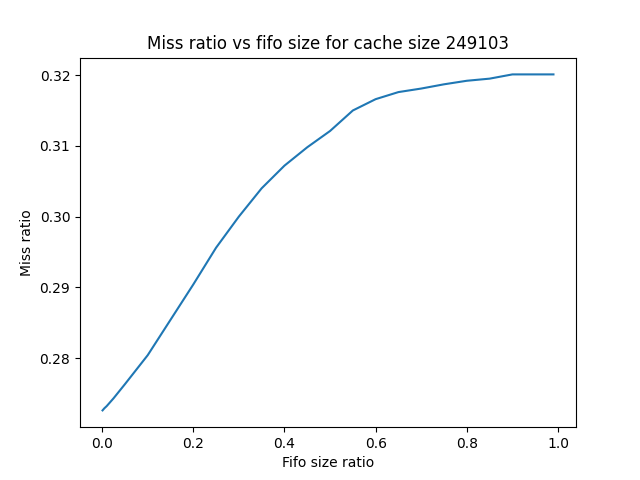 Miss ratio vs fifo size for cache size 249103
0.32
0.31
0.30
0.29
0.28
Miss ratio
0.0 0.2 0.4 0.6 0.8 1.0
Fifo size ratio